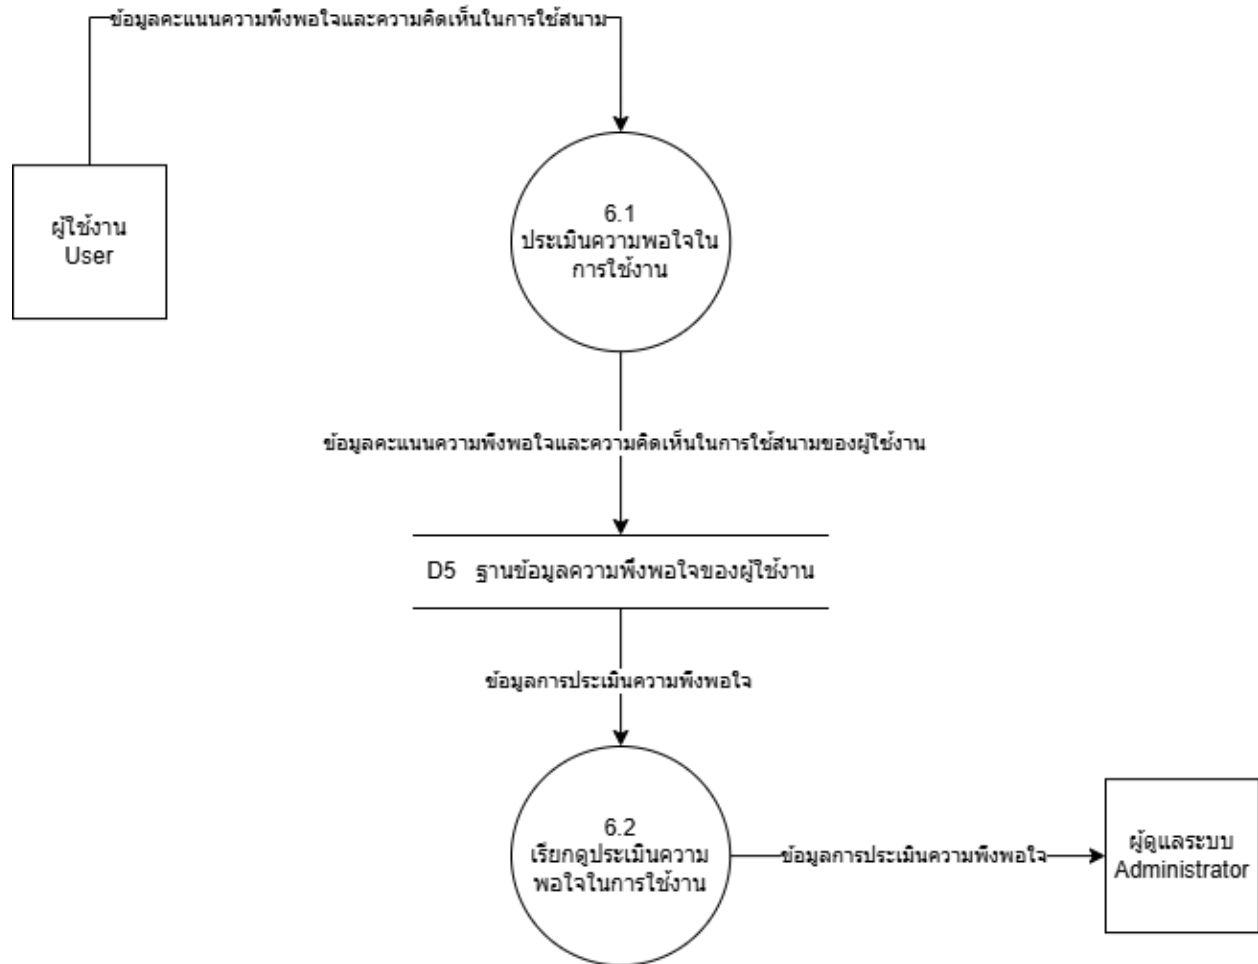 ข้อมูลคะแนนความพึงพอใจและความคิดเห็นในการใช้สนาม
ผู้ใช้งาน
User
6.1
ประเมินความพอใจใน
การใช้งาน
ข้อมูลคะแนนความพึงพอใจและความคิดเห็นในการใช้สนามของผู้ใช้งาน
D5 ฐานข้อมูลความพึงพอใจของผู้ใช้งาน
ข้อมูลการประเมินความพึงพอใจ
6.2
เรียกดูประเมินความ
พอใจในการใช้งาน
ข้อมูลการประเมินความพึงพอใจ
ผู้ดูแลระบบ
Administrator